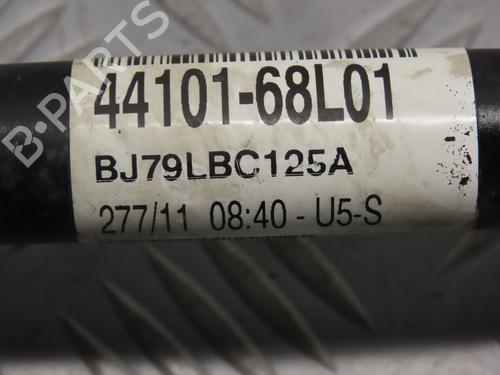 B-PARTS
44101-68L01
BJ79LBC125A
277/11 08:40 - U5-S